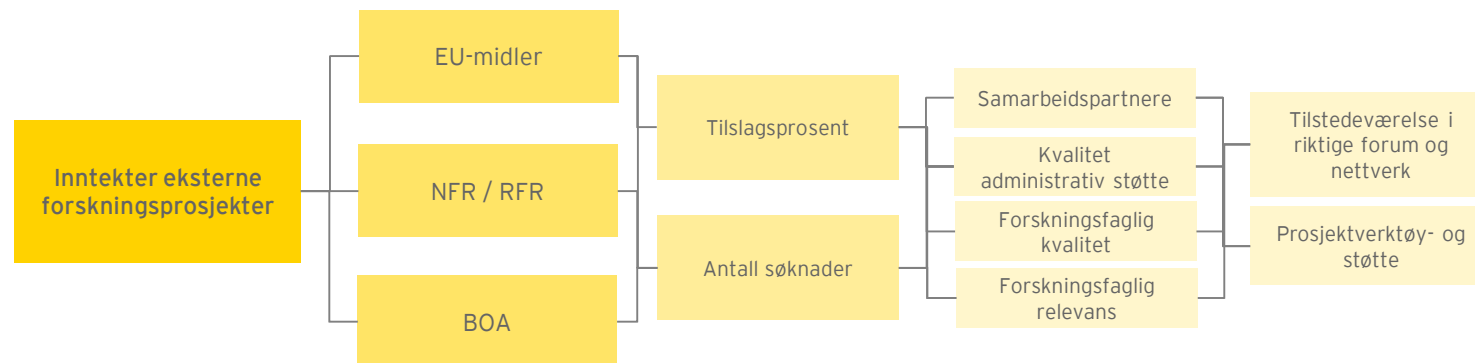 Inntekter eksterne
forskningsprosjekter
EU-midler
NFR / RFR
BOA
Tilslagsprosent
Antall søknader
Samarbeidspartnere
Kvalitet
administrativ støtte
Forskningsfaglig
kvalitet
Forskningsfaglig
relevans
Tilstedeværelse i
riktige forum og
nettverk
Prosjektverktøy- og
støtte